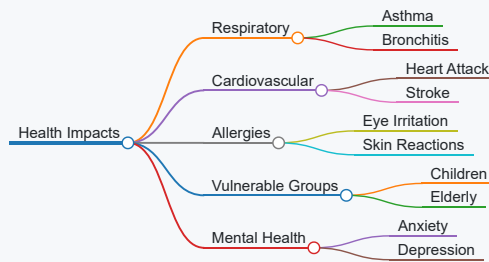 Health Impacts
Respiratory
Asthma
Bronchitis
Cardiovascular
Heart Attack
Stroke
Allergies
Eye Irritation
Skin Reactions
Vulnerable Groups
Children
Elderly
Mental Health
Anxiety
Depression